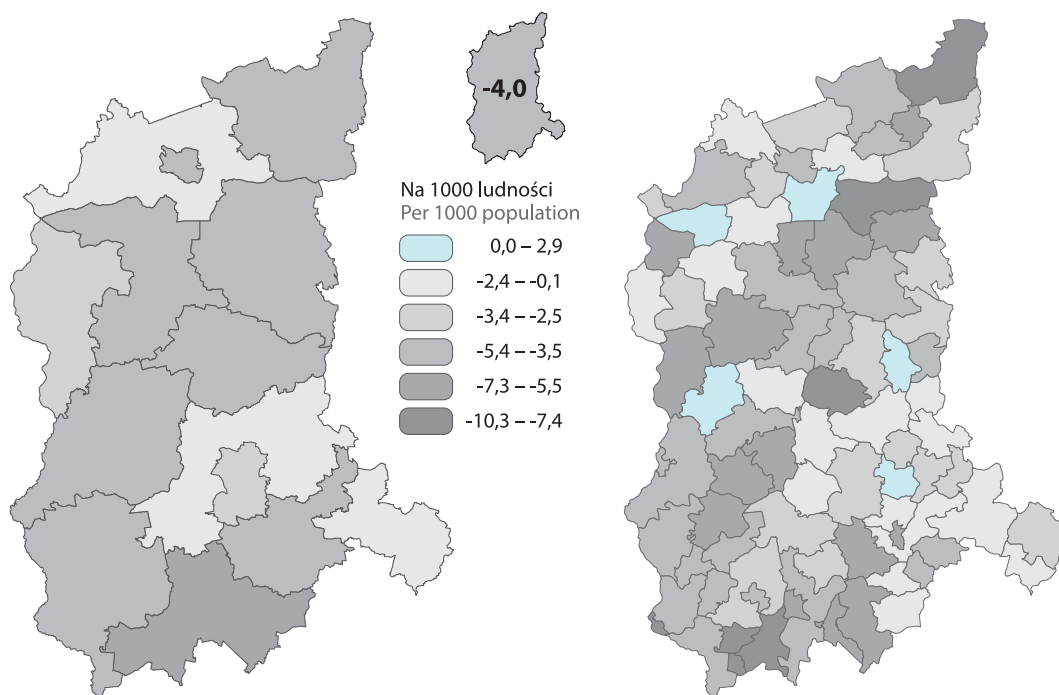 -4,0
Na 1000 ludności
Per 1000 population
0,0 – 2,9
-2,4 – -0,1
-3,4 – -2,5
-5,4 – -3,5
-7,3 – -5,5
-10,3 – -7,4